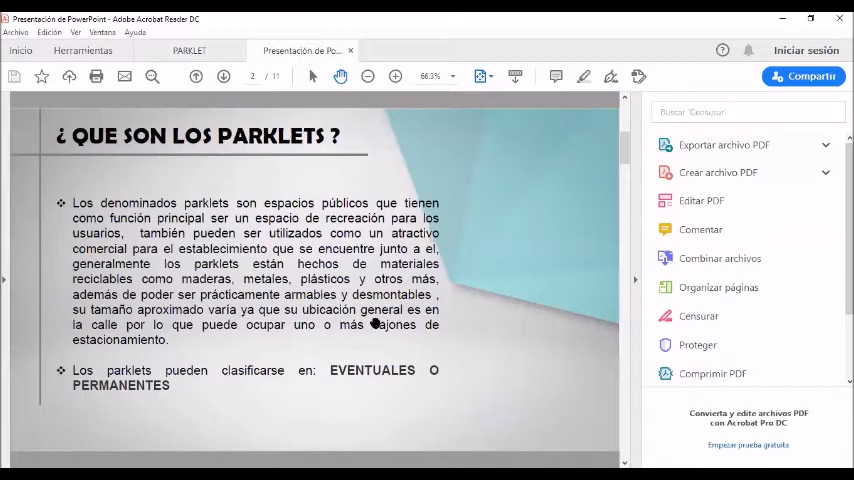 Presentación de PowerPoint - Adobe Acrobat Reader DC
Archivo Edición Ver Ventana Ayuda
Inicio Herramientas PARKLET Presentación de Po... × Iniciar sesión
2 / 11 66.3% Compartir
¿ QUE SON LOS PARKLETS ?
Los denominados parklets son espacios públicos que tienen
como función principal ser un espacio de recreación para los
usuarios, también pueden ser utilizados como un atractivo
comercial para el establecimiento que se encuentre junto a el,
generalmente los parklets están hechos de materiales
reciclables como maderas, metales, plásticos y otros más,
además de poder ser prácticamente armables y desmontables ,
su tamaño aproximado varía ya que su ubicación general es en
la calle por lo que puede ocupar uno o más cajones de
estacionamiento.
Los parklets pueden clasificarse en: EVENTUALES O
PERMANENTES
Buscar 'Censurar'
Exportar archivo PDF
Crear archivo PDF
Editar PDF
Comentar
Combinar archivos
Organizar páginas
Censurar
Proteger
Comprimir PDF
Convierta y edite archivos PDF
con Acrobat Pro DC
Empezar prueba gratuita